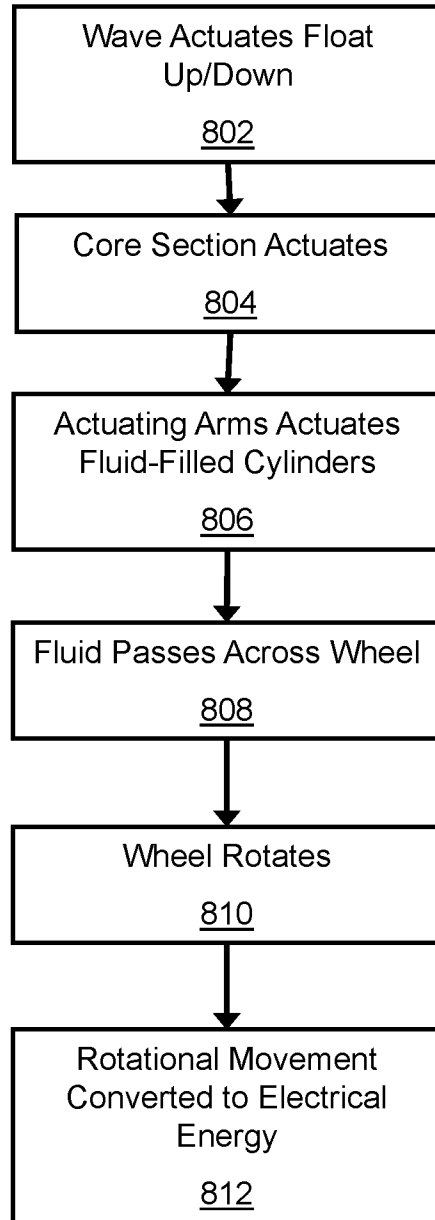 Wave Actuates Float
Up/Down
802
Core Section Actuates
804
Actuating Arms Actuates
Fluid-Filled Cylinders
806
Fluid Passes Across Wheel
808
Wheel Rotates
810
Rotational Movement
Converted to Electrical
Energy
812